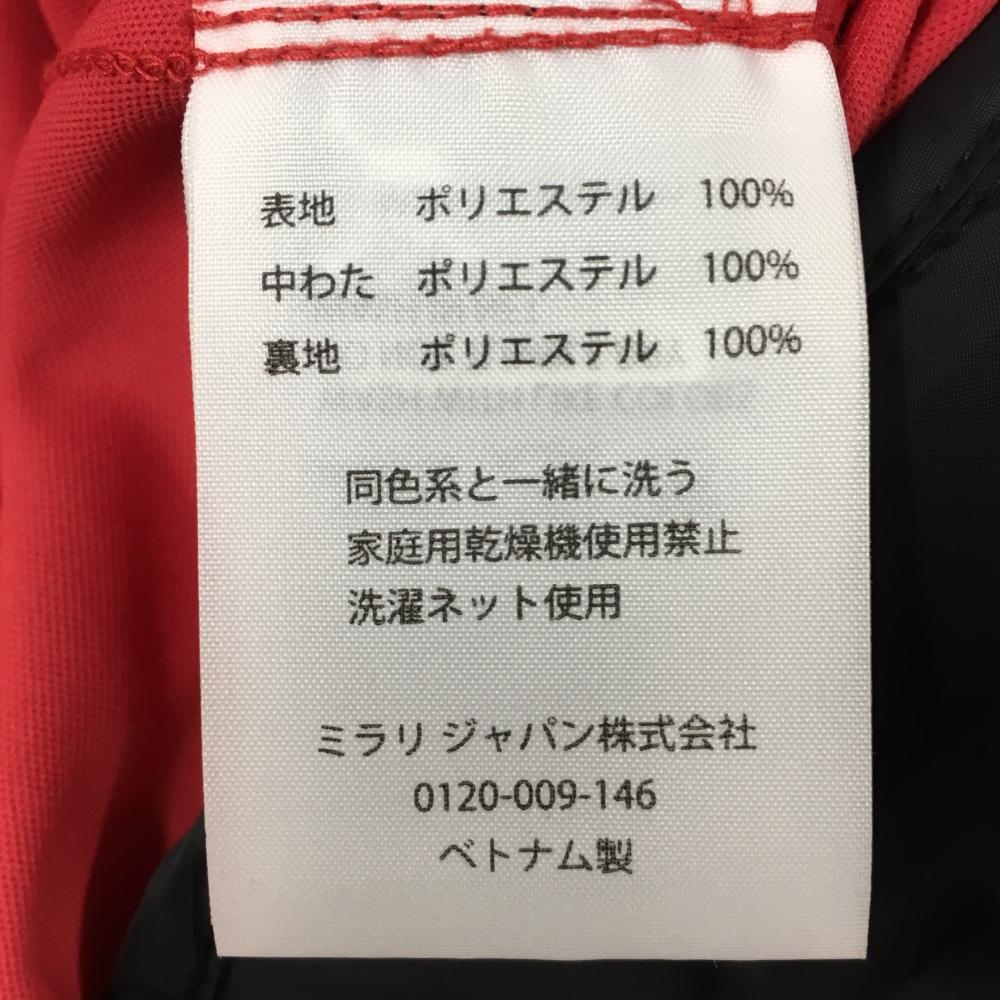 表地　ポリエステル　100%
中わた　ポリエステル　100%
裏地　ポリエステル　100%
同色系と一緒に洗う
家庭用乾燥機使用禁止
洗濯ネット使用
ミラリ ジャパン株式会社
0120-009-146
ベトナム製